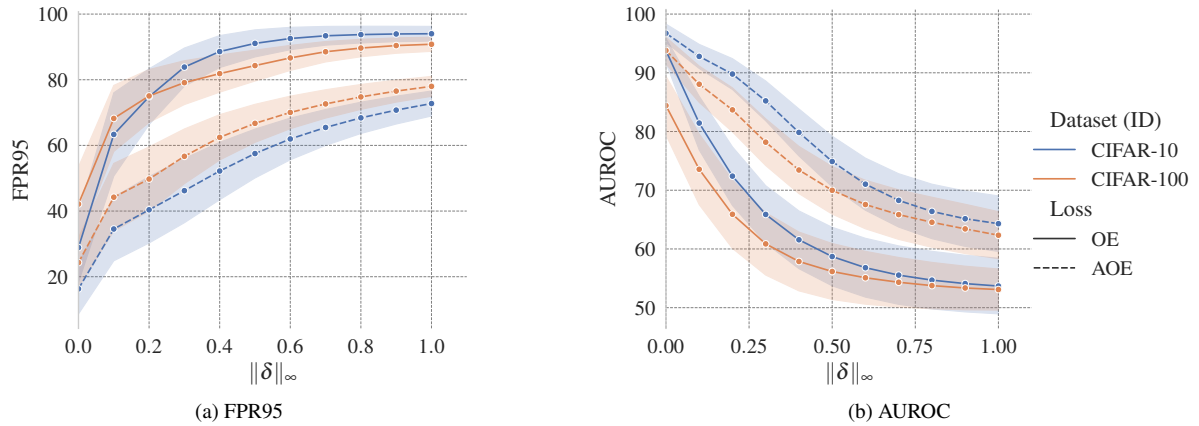 100
80
60
40
20
FPR95
0.0 0.2 0.4 0.6 0.8 1.0
‖δ‖∞
(a) FPR95
100
90
80
70
60
50
AUROC
0.00 0.25 0.50 0.75 1.00
‖δ‖∞
(b) AUROC
Dataset (ID)
CIFAR-10
CIFAR-100
Loss
OE
AOE